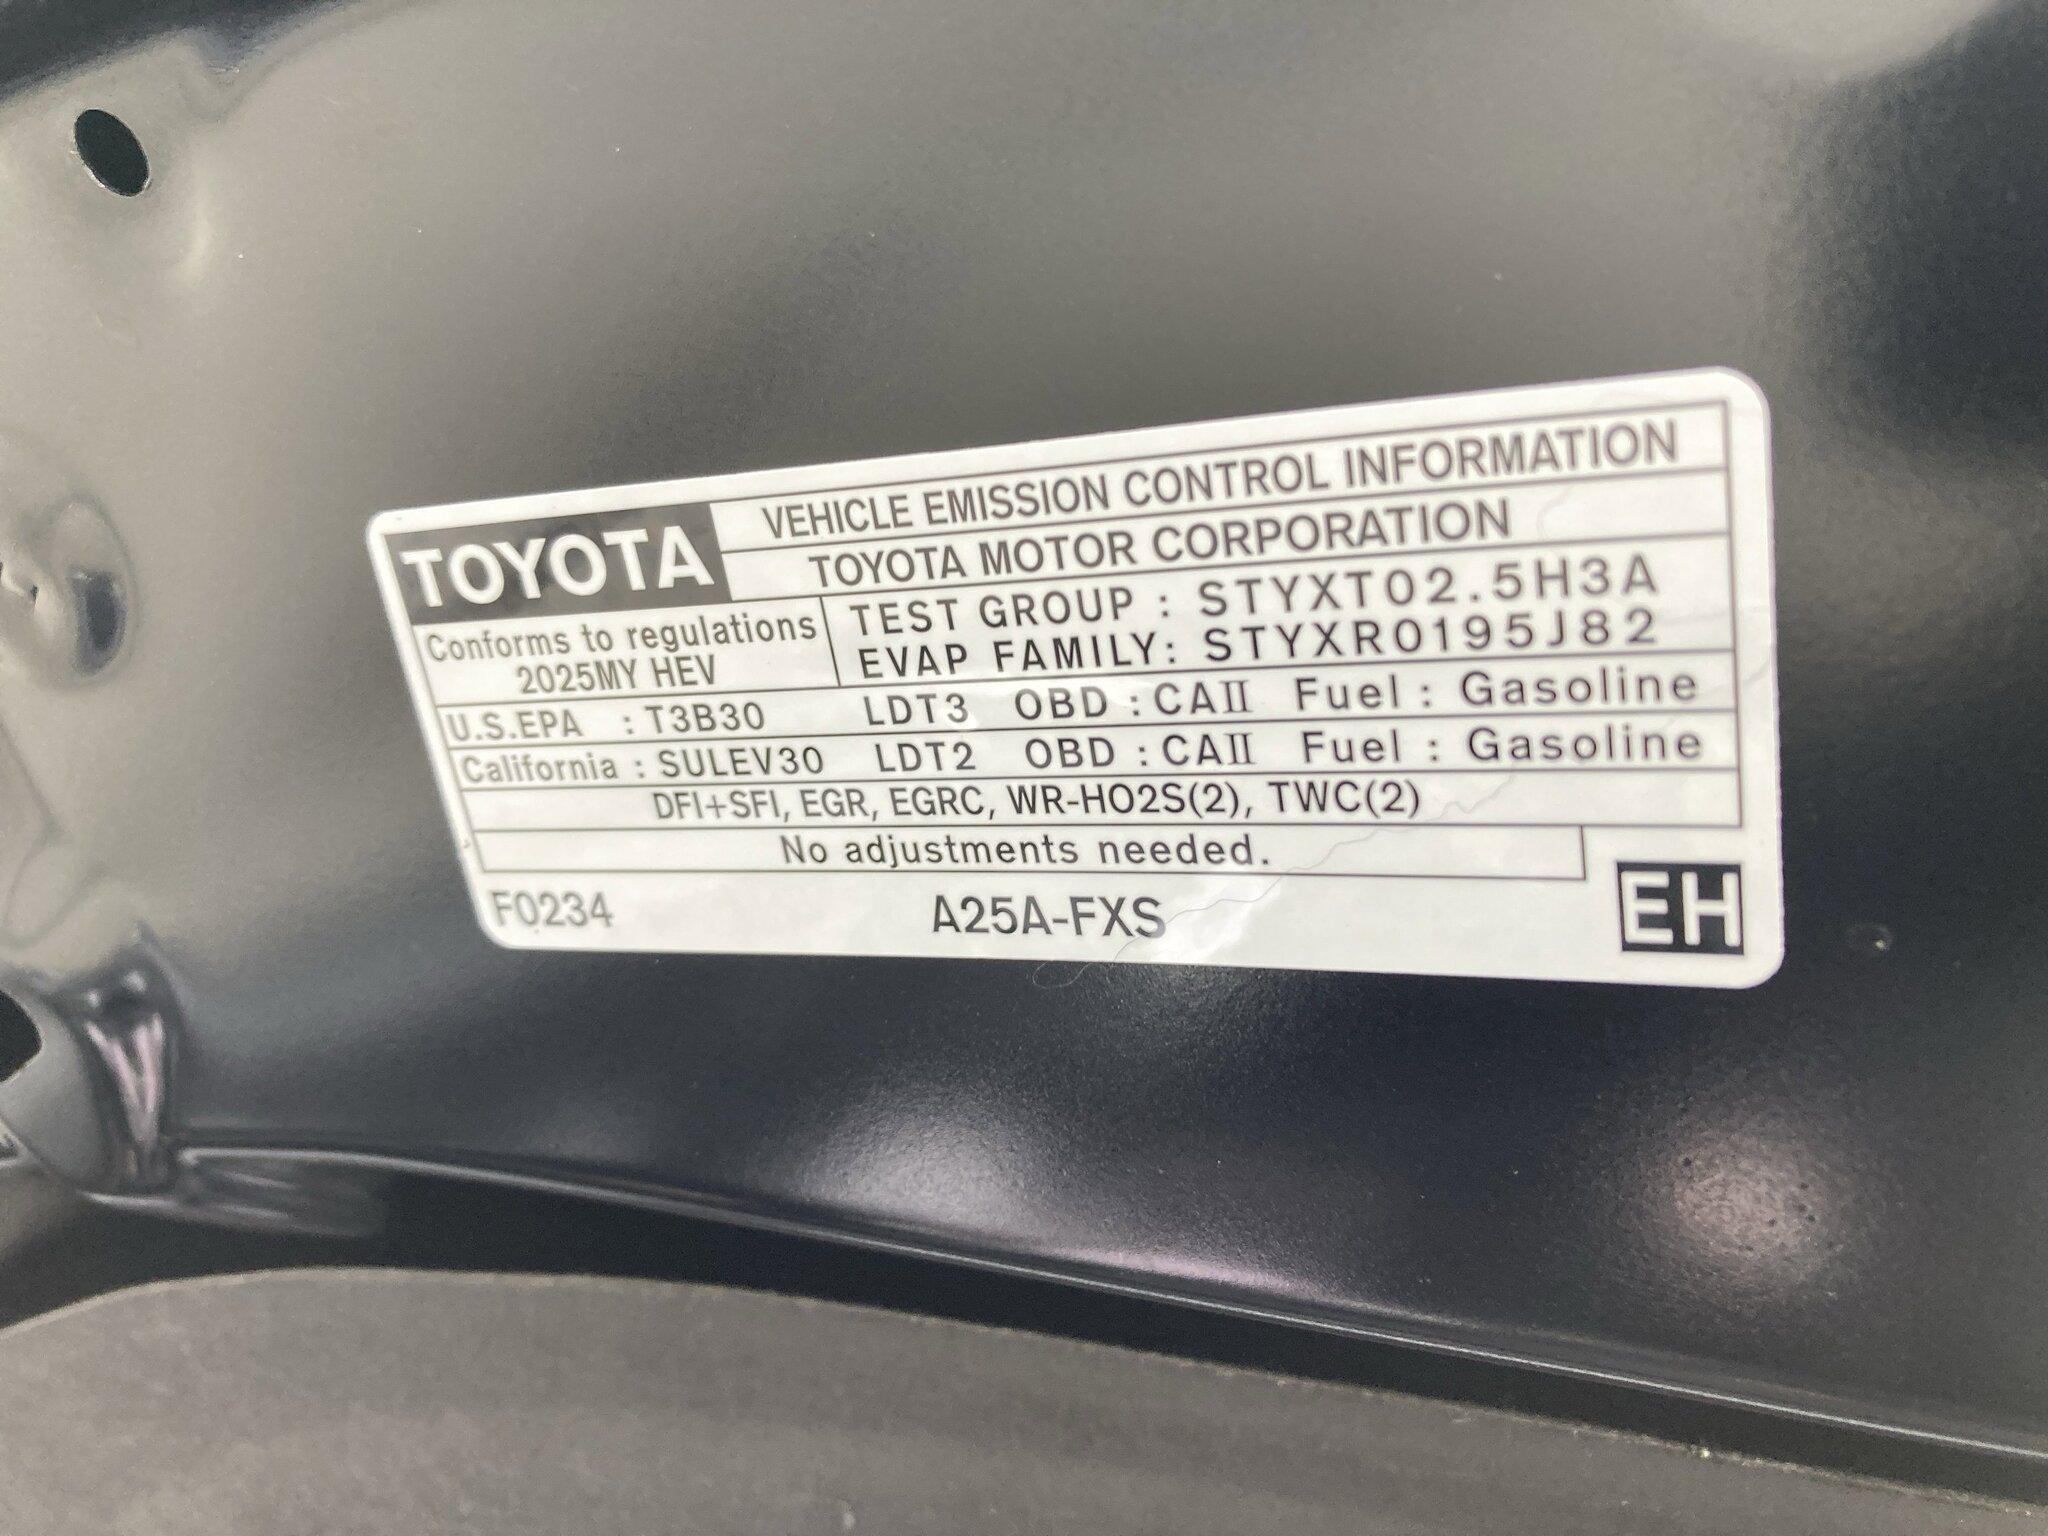 TOYOTA
VEHICLE EMISSION CONTROL INFORMATION
TOYOTA MOTOR CORPORATION
Conforms to regulations
2025MY HEV
TEST GROUP : STYXT02.5H3A
EVAP FAMILY: STYXR0195J82
U.S.EPA : T3B30 LDT3 OBD : CAII Fuel : Gasoline
California : SULEV30 LDT2 OBD : CAII Fuel : Gasoline
DFI+SFI, EGR, EGRC, WR-HO2S(2), TWC(2)
No adjustments needed.
F0234 A25A-FXS EH